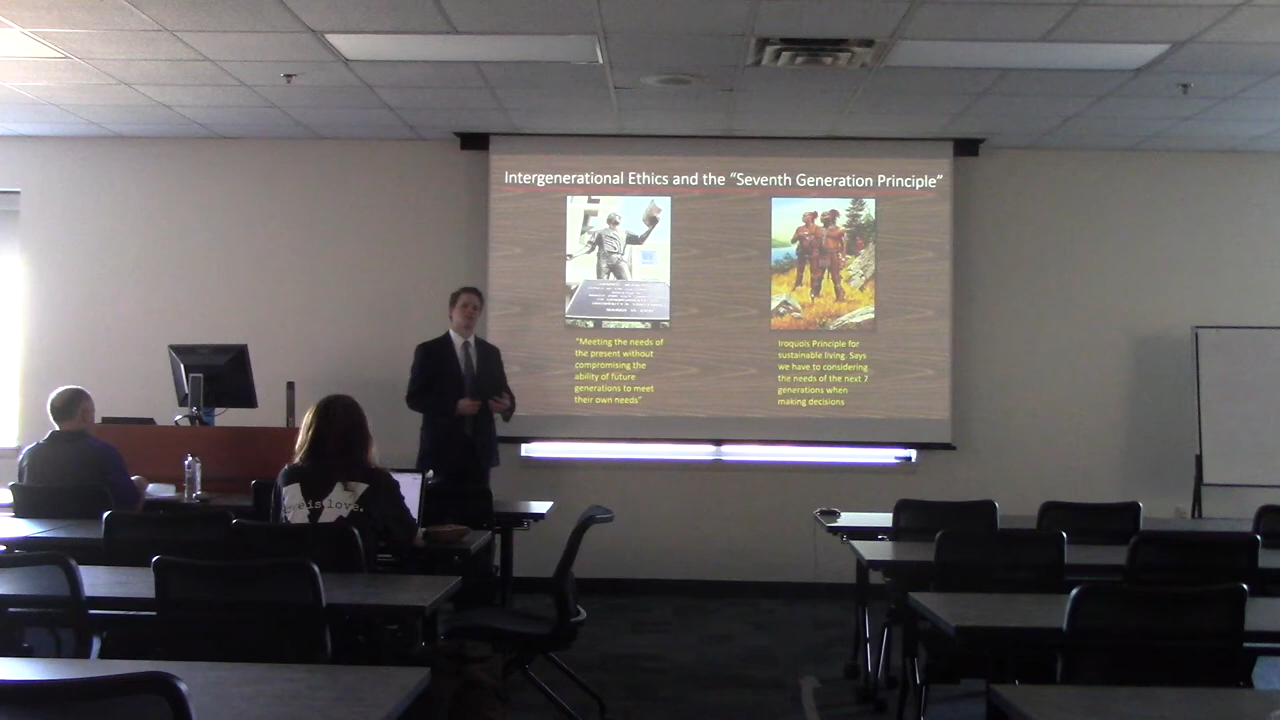 Intergenerational Ethics and the “Seventh Generation Principle”
“Meeting the needs of
the present without
compromising the
ability of future
generations to meet
their own needs”
Iroquois Principle for
sustainable living. Says
we have to considering
the needs of the next 7
generations when
making decisions
is love.